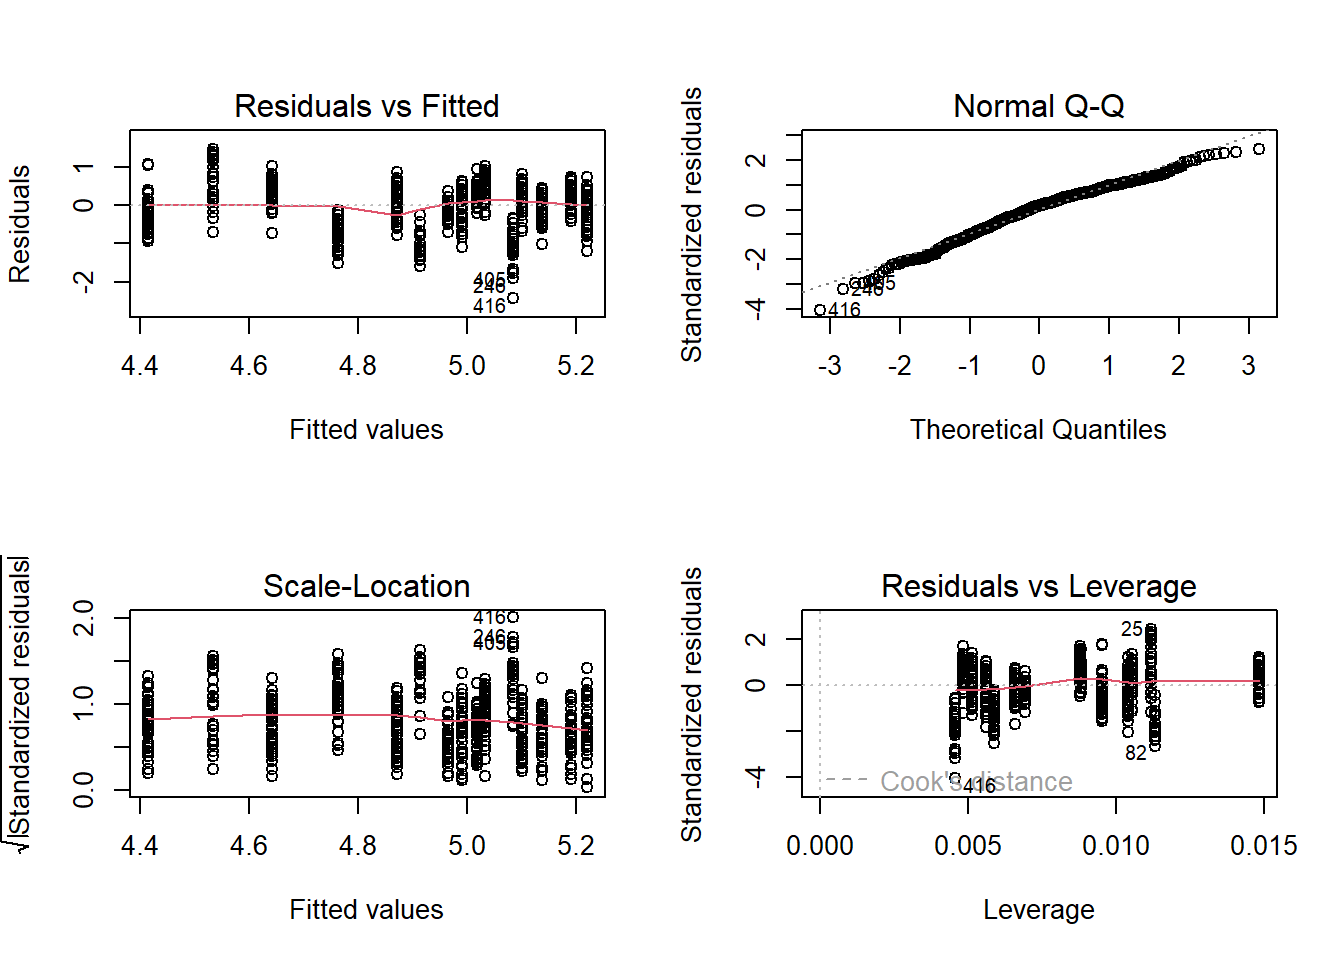 Residuals vs Fitted
Residuals
1
0
-2
405
246
416
4.4 4.6 4.8 5.0 5.2
Fitted values
Normal Q-Q
Standardized residuals
2
0
-2
-4
405
246
416
-3 -2 -1 0 1 2 3
Theoretical Quantiles
Scale-Location
√|Standardized residuals|
2.0
1.0
0.0
416
246
405
4.4 4.6 4.8 5.0 5.2
Fitted values
Residuals vs Leverage
Standardized residuals
2
0
-4
25
82
416
Cook's distance
0.000 0.005 0.010 0.015
Leverage